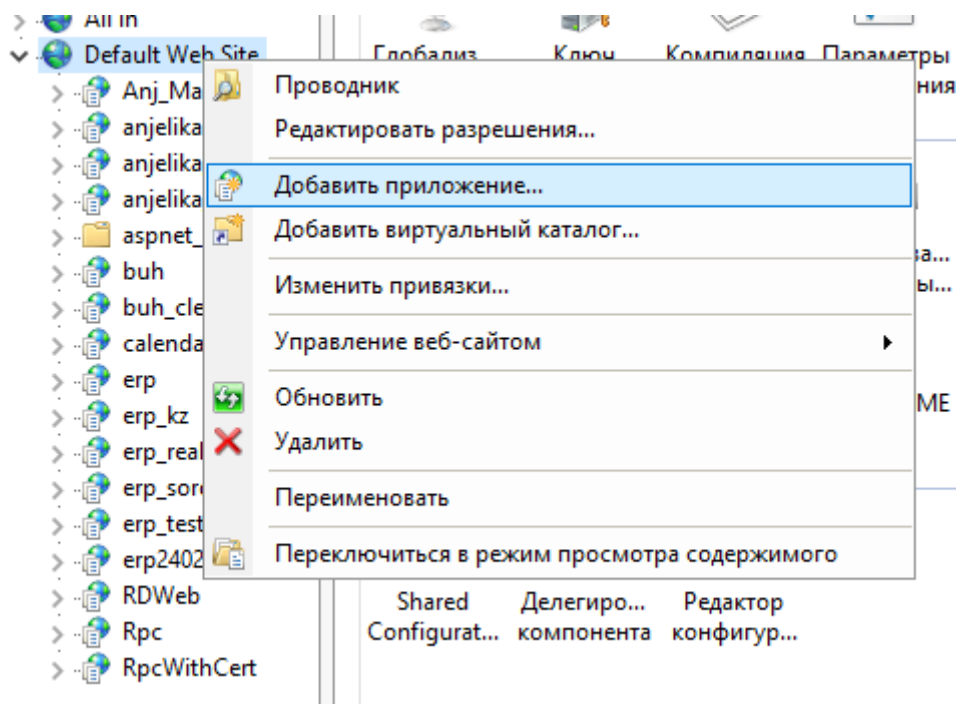 All In
Default Web Site
Anj_Ma
anjelika
anjelika
anjelika
aspnet_
buh
buh_cle
calenda
erp
erp_kz
erp_real
erp_sor
erp_test
erp2402
RDWeb
Rpc
RpcWithCert
Глобализ
Ключ
Компиляция
Параметры
ния
Проводник
Редактировать разрешения...
Добавить приложение...
Добавить виртуальный каталог...
Изменить привязки...
Управление веб-сайтом
Обновить
Удалить
Переименовать
Переключиться в режим просмотра содержимого
за...
ы...
ME
Shared
Configurat...
Делегиро...
компонента
Редактор
конфигур...